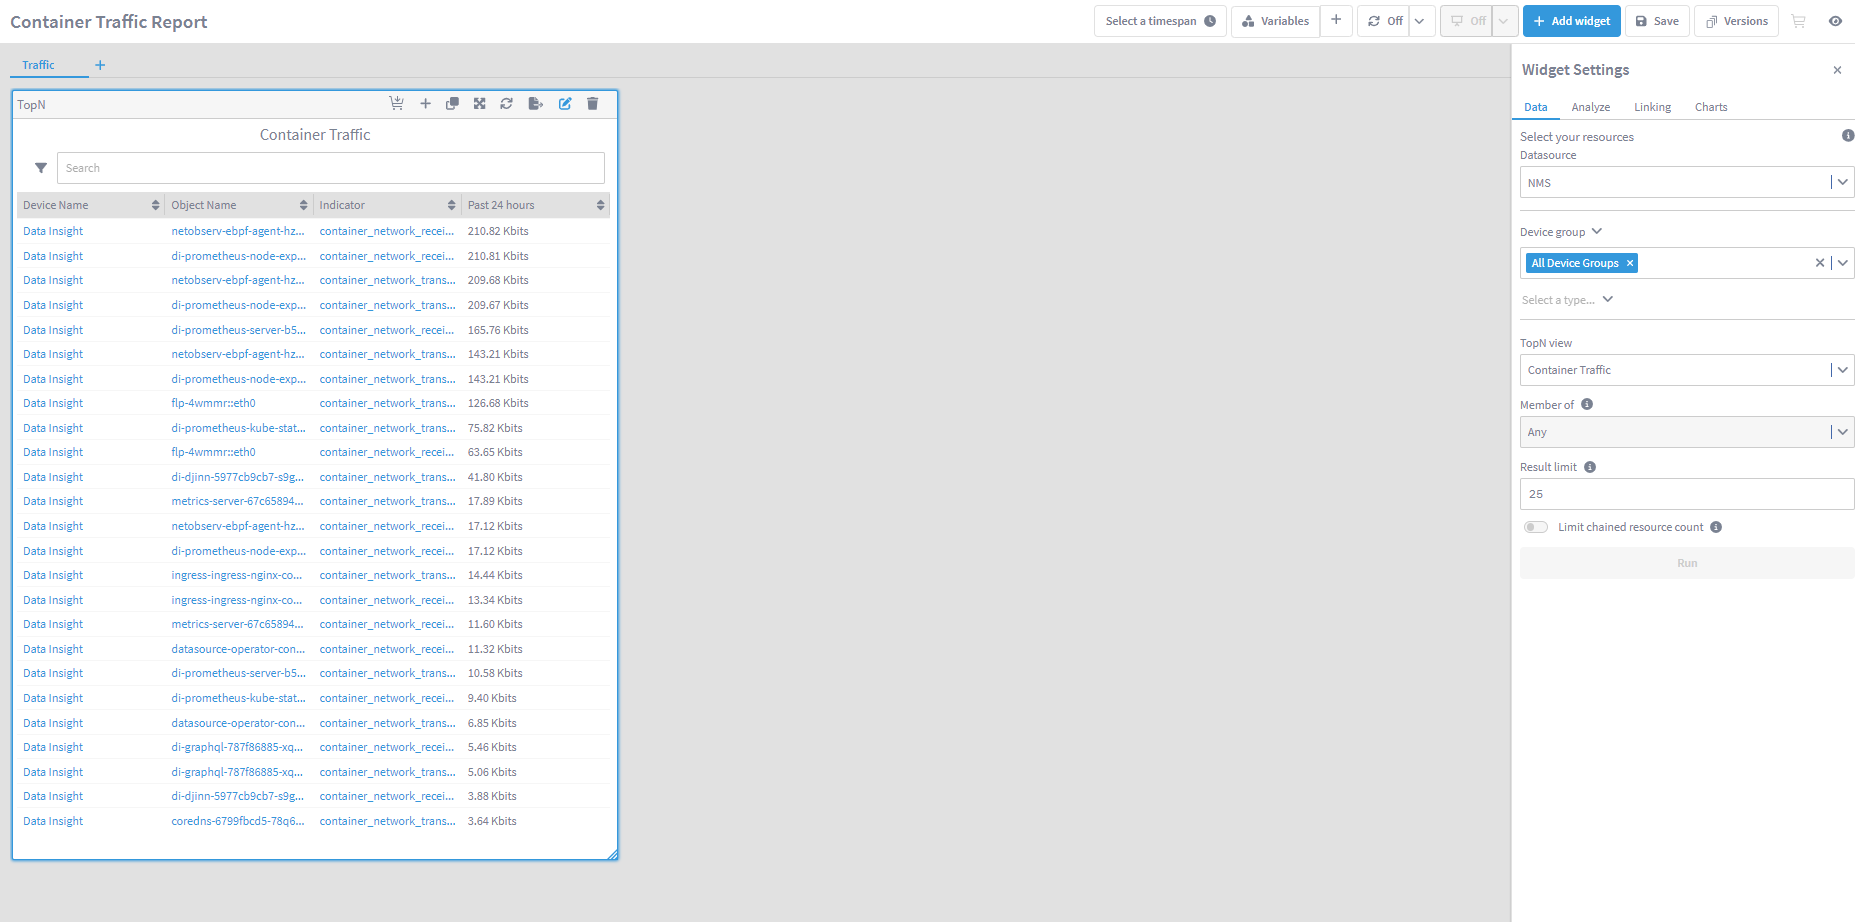 Container Traffic Report
Select a timespan
Variables
Off
Off
Add widget
Save
Versions
Traffic
TopN
Container Traffic
Search
Device Name Object Name Indicator Past 24 hours
Data Insight netobserv-ebpf-agent-hz... container_network_recei... 210.82 Kbits
Data Insight di-prometheus-node-exp... container_network_recei... 210.81 Kbits
Data Insight netobserv-ebpf-agent-hz... container_network_trans... 209.68 Kbits
Data Insight di-prometheus-node-exp... container_network_trans... 209.67 Kbits
Data Insight di-prometheus-server-b5... container_network_recei... 165.76 Kbits
Data Insight netobserv-ebpf-agent-hz... container_network_trans... 143.21 Kbits
Data Insight di-prometheus-node-exp... container_network_trans... 143.21 Kbits
Data Insight flp-4wmmr::eth0 container_network_trans... 126.68 Kbits
Data Insight di-prometheus-kube-stat... container_network_trans... 75.82 Kbits
Data Insight flp-4wmmr::eth0 container_network_recei... 63.65 Kbits
Data Insight di-djinn-5977cb9cb7-s9g... container_network_trans... 41.80 Kbits
Data Insight metrics-server-67c65894... container_network_trans... 17.89 Kbits
Data Insight netobserv-ebpf-agent-hz... container_network_recei... 17.12 Kbits
Data Insight di-prometheus-node-exp... container_network_recei... 17.12 Kbits
Data Insight ingress-ingress-nginx-co... container_network_trans... 14.44 Kbits
Data Insight ingress-ingress-nginx-co... container_network_recei... 13.34 Kbits
Data Insight metrics-server-67c65894... container_network_recei... 11.60 Kbits
Data Insight datasource-operator-con... container_network_recei... 11.32 Kbits
Data Insight di-prometheus-server-b5... container_network_trans... 10.58 Kbits
Data Insight di-prometheus-kube-stat... container_network_recei... 9.40 Kbits
Data Insight datasource-operator-con... container_network_trans... 6.85 Kbits
Data Insight di-graphql-787f86885-xq... container_network_recei... 5.46 Kbits
Data Insight di-graphql-787f86885-xq... container_network_trans... 5.06 Kbits
Data Insight di-djinn-5977cb9cb7-s9g... container_network_recei... 3.88 Kbits
Data Insight coredns-6799fbcd5-78q6... container_network_trans... 3.64 Kbits
Widget Settings
Data Analyze Linking Charts
Select your resources
Datasource
NMS
Device group
All Device Groups
Select a type...
TopN view
Container Traffic
Member of
Any
Result limit
25
Limit chained resource count
Run